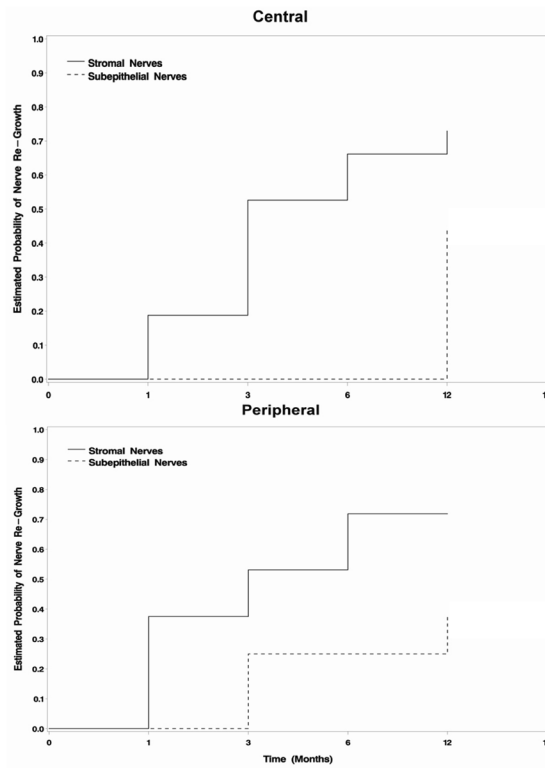 Central
1.0
0.9
0.8
0.7
0.6
0.5
0.4
0.3
0.2
0.1
0.0
Estimated Probability of Nerve Re-Growth
Stromal Nerves
Subepithelial Nerves
0 1 3 6 12 1
Peripheral
1.0
0.9
0.8
0.7
0.6
0.5
0.4
0.3
0.2
0.1
0.0
Estimated Probability of Nerve Re-Growth
Stromal Nerves
Subepithelial Nerves
0 1 3 6 12 1
Time (Months)